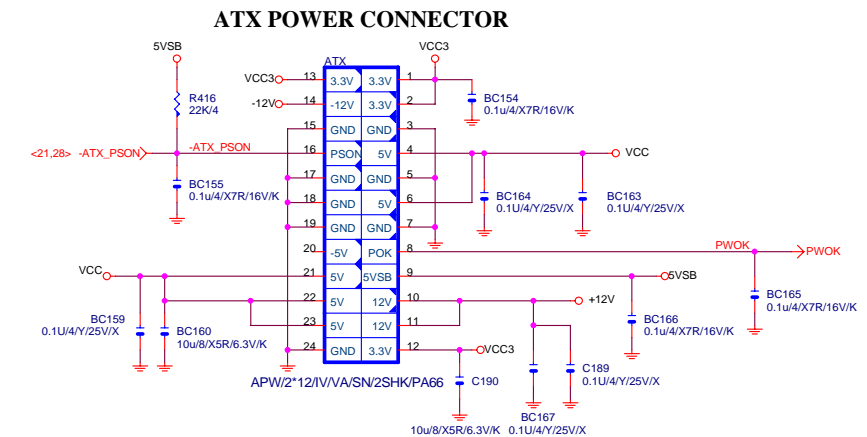 ATX POWER CONNECTOR
5VSB
VCC3
ATX
VCC3 13 3.3V 3.3V 1
R416
22K/4
-12V 14 -12V 3.3V 2
BC154
0.1u/4/X7R/16V/K
15 GND GND 3
<21,28> -ATX_PSON -ATX_PSON 16 PSON 5V 4 VCC
BC155
0.1u/4/X7R/16V/K
17 GND GND 5
18 GND 5V 6
BC164
0.1U/4/Y/25V/X
BC163
0.1U/4/Y/25V/X
19 GND GND 7
20 -5V POK 8 PWOK PWOK
VCC 21 5V 5VSB 9 5VSB
22 5V 12V 10 +12V
BC165
0.1u/4/X7R/16V/K
BC159
0.1U/4/Y/25V/X
BC160
10u/8/X5R/6.3V/K
23 5V 12V 11
BC166
0.1u/4/X7R/16V/K
24 GND 3.3V 12 VCC3
C189
0.1U/4/Y/25V/X
APW/2*12/IV/VA/SN/2SHK/PA66
C190
10u/8/X5R/6.3V/K
BC167
0.1U/4/Y/25V/X